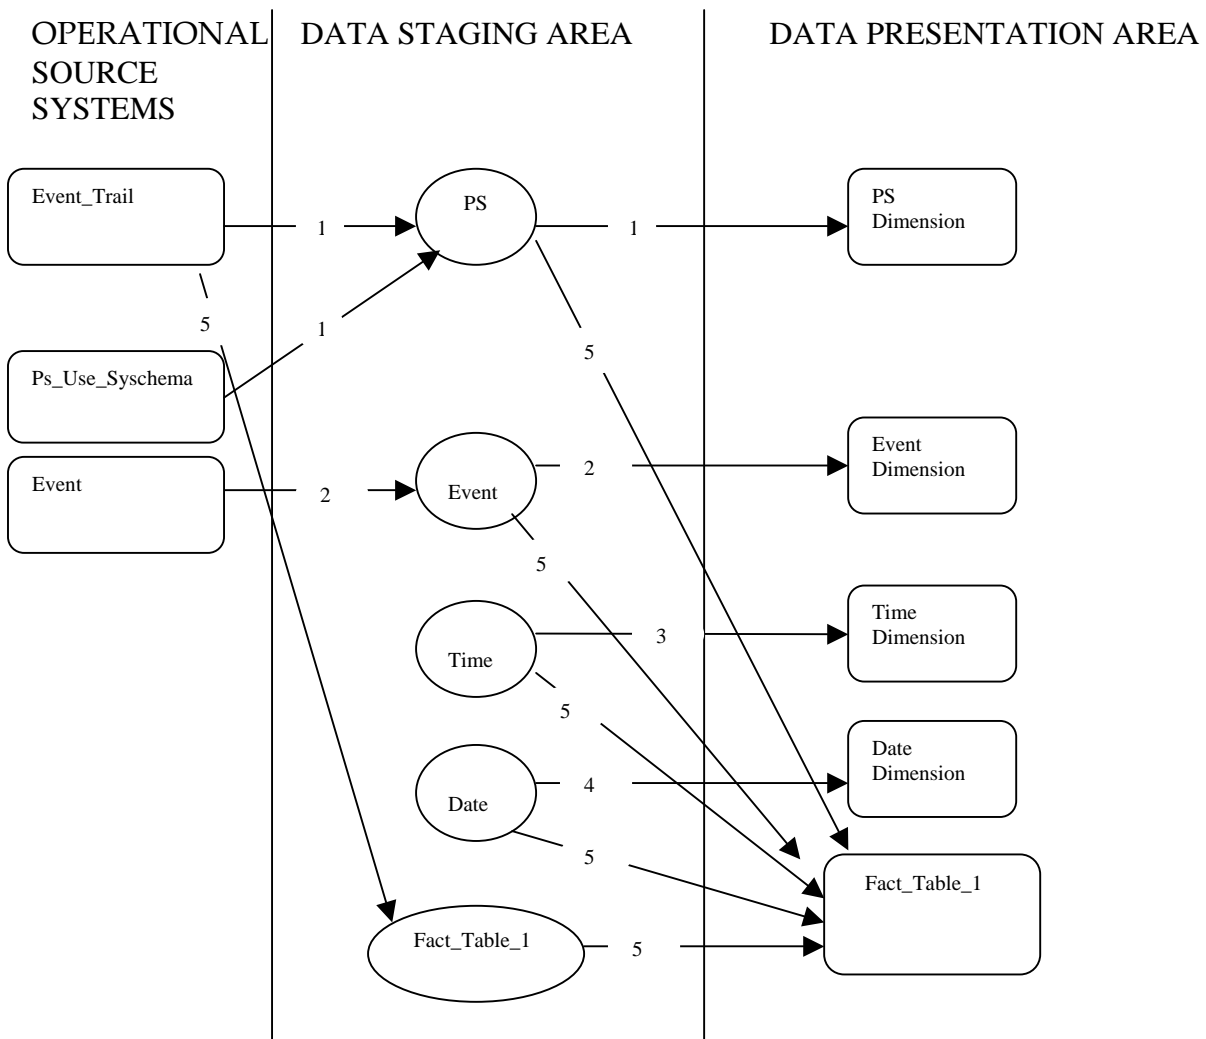 OPERATIONAL
SOURCE
SYSTEMS
DATA STAGING AREA
DATA PRESENTATION AREA
Event_Trail
PS
PS
Dimension
1
1
5
1
5
Ps_Use_Syschema
Event
Dimension
Event
2
Event
2
5
Time
Dimension
Time
3
5
Date
Dimension
Date
4
5
Fact_Table_1
Fact_Table_1
5